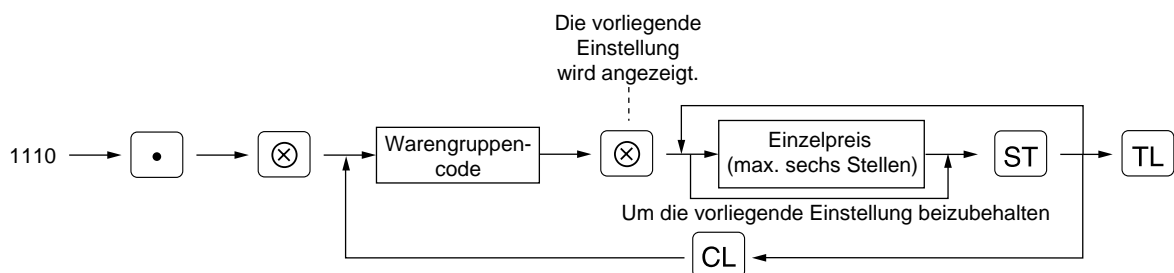 Die vorliegende
Einstellung
wird angezeigt.
1110
•
⊗
Warengruppen-
code
⊗
Einzelpreis
(max. sechs Stellen)
ST
TL
Um die vorliegende Einstellung beizubehalten
CL